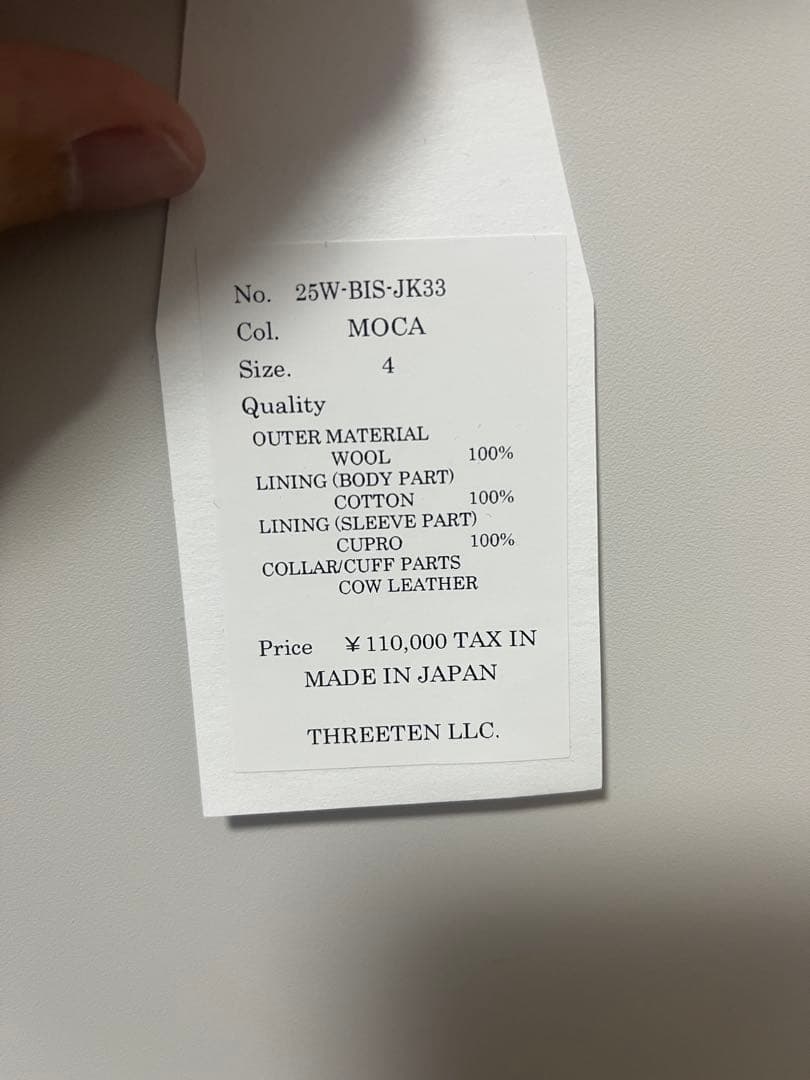 No. 25W-BIS-JK33
Col. MOCA
Size. 4
Quality
OUTER MATERIAL
WOOL 100%
LINING (BODY PART)
COTTON 100%
LINING (SLEEVE PART)
CUPRO 100%
COLLAR/CUFF PARTS
COW LEATHER
Price ¥110,000 TAX IN
MADE IN JAPAN
THREETEN LLC.